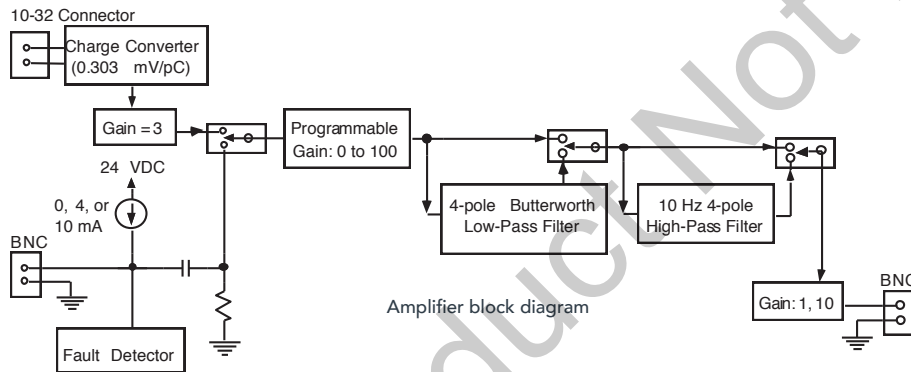 10-32 Connector
Charge Converter
(0.303 mV/pC)
Gain = 3
Programmable
Gain: 0 to 100
24 VDC
0, 4, or
10 mA
BNC
4-pole Butterworth
Low-Pass Filter
10 Hz 4-pole
High-Pass Filter
Amplifier block diagram
Gain: 1, 10
BNC
Fault Detector
duct Not